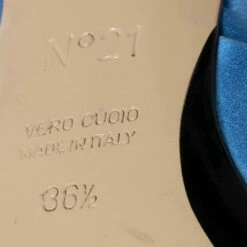 N°21
VERO CUOIO
MADE IN ITALY
36½